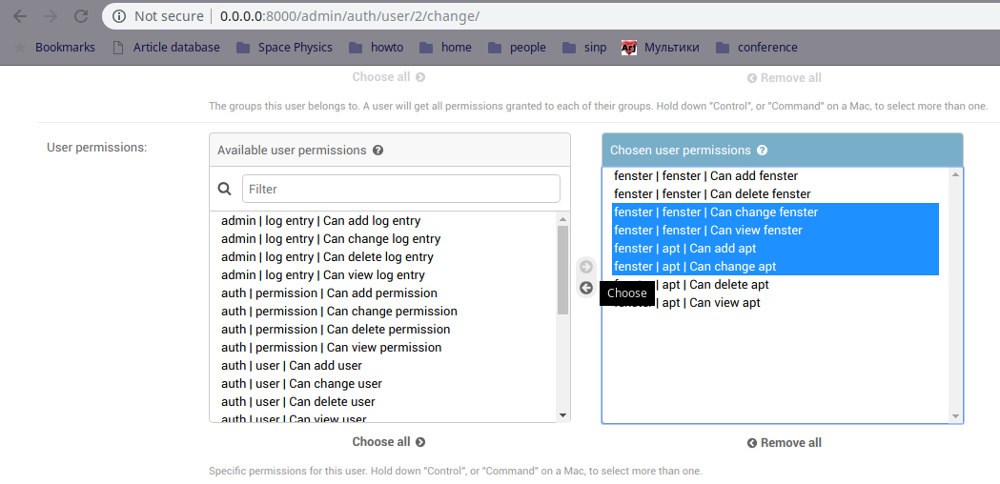 Not secure | 0.0.0.0:8000/admin/auth/user/2/change/
Bookmarks Article database Space Physics howto home people sinp Мультики conference
Choose all Remove all
The groups this user belongs to. A user will get all permissions granted to each of their groups. Hold down "Control", or "Command" on a Mac, to select more than one.
User permissions:
Available user permissions
Filter
admin | log entry | Can add log entry
admin | log entry | Can change log entry
admin | log entry | Can delete log entry
admin | log entry | Can view log entry
auth | permission | Can add permission
auth | permission | Can change permission
auth | permission | Can delete permission
auth | permission | Can view permission
auth | user | Can add user
auth | user | Can change user
auth | user | Can delete user
auth | user | Can view user
Choose all
Chosen user permissions
fenster | fenster | Can add fenster
fenster | fenster | Can delete fenster
fenster | fenster | Can change fenster
fenster | fenster | Can view fenster
fenster | apt | Can add apt
fenster | apt | Can change apt
| apt | Can delete apt
Choose
| apt | Can view apt
Remove all
Specific permissions for this user. Hold down "Control", or "Command" on a Mac, to select more than one.